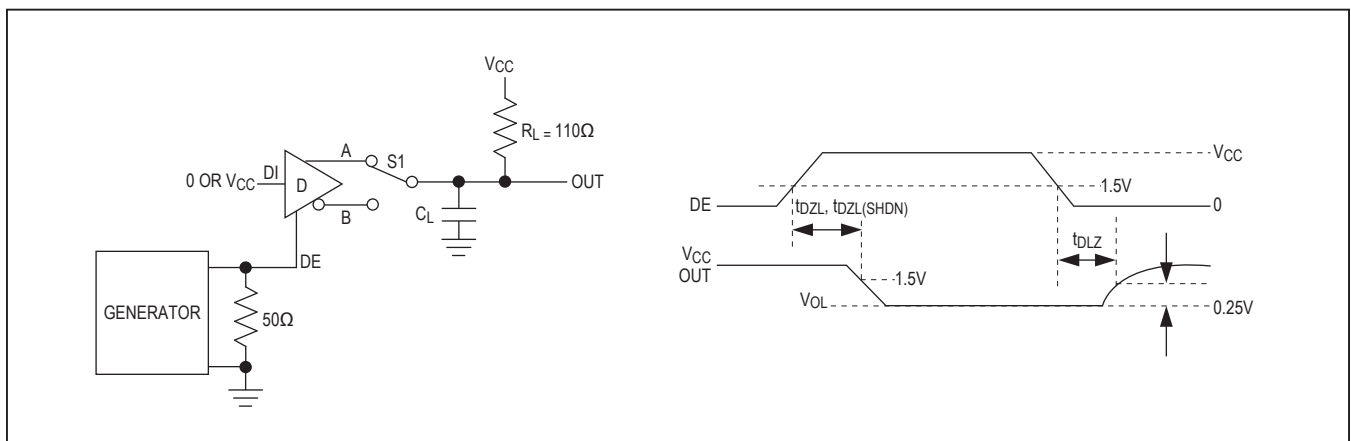 VCC
RL = 110Ω
A
S1
0 OR VCC
DI
D
OUT
B
CL
DE
GENERATOR
50Ω
VCC
1.5V
DE
0
tDZL, tDZL(SHDN)
tDLZ
VCC
OUT
1.5V
VOL
0.25V